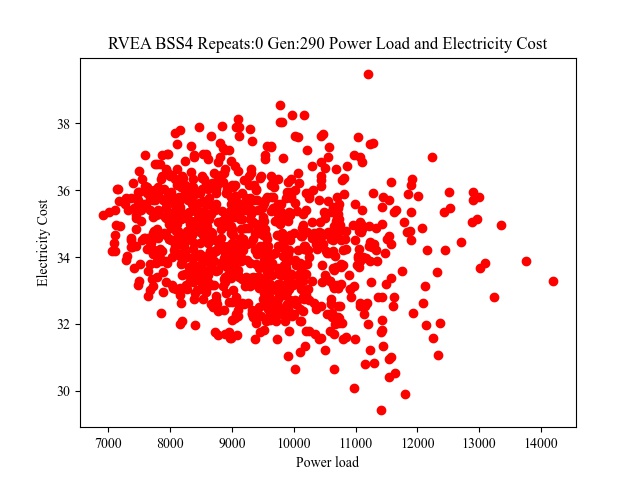 RVEA BSS4 Repeats:0 Gen:290 Power Load and Electricity Cost
Electricity Cost
38
36
34
32
30
7000 8000 9000 10000 11000 12000 13000 14000
Power load